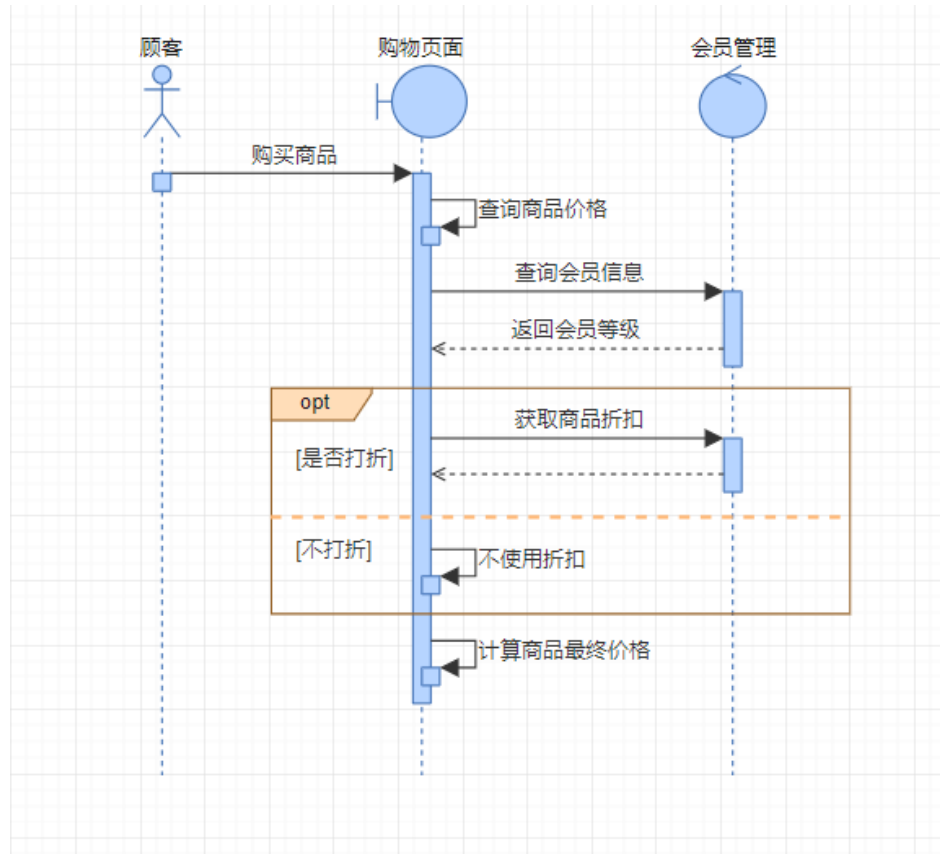 顾客
购物页面
会员管理
购买商品
查询商品价格
查询会员信息
返回会员等级
opt
获取商品折扣
[是否打折]
[不打折]
不使用折扣
计算商品最终价格